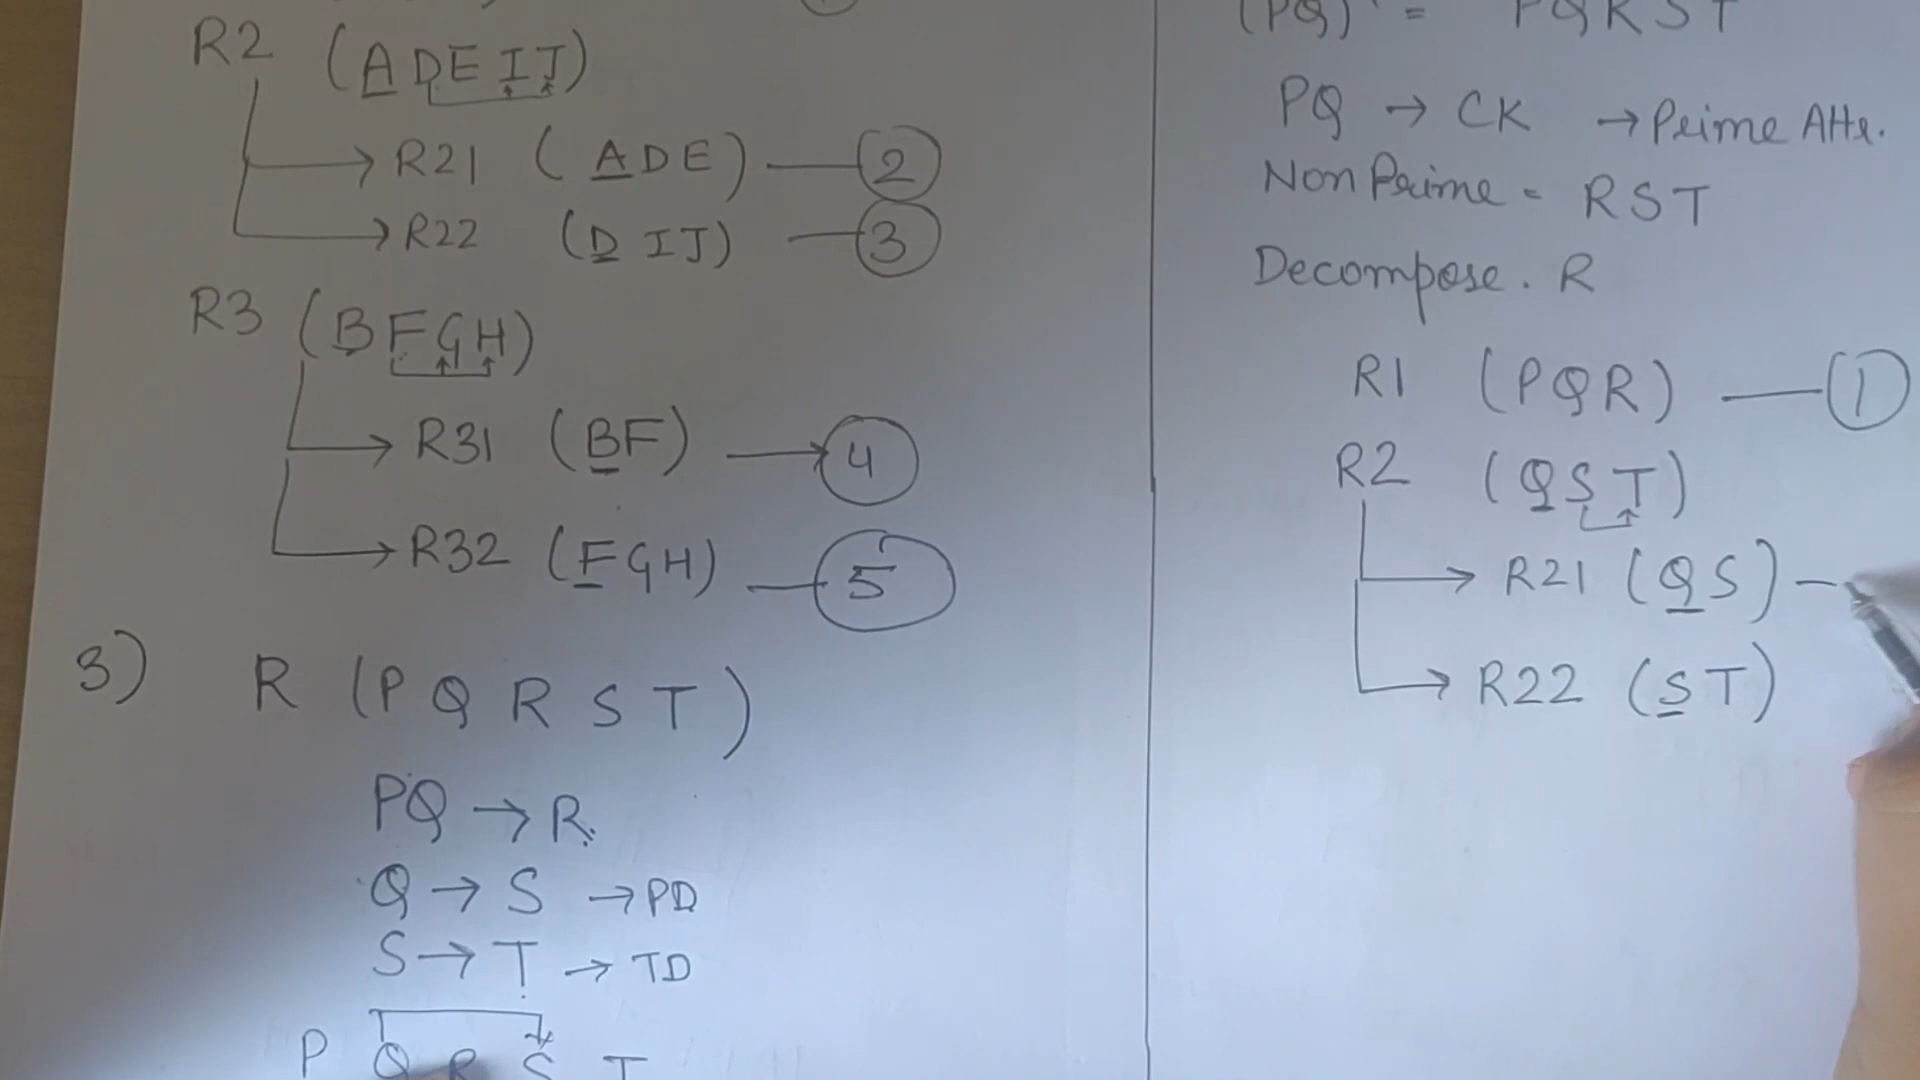 R2 (ADEIJ)
→ R21 (ADE) — 2
→ R22 (DIJ) — 3
R3 (BFGH)
→ R31 (BF) → 4
→ R32 (FGH) — 5
3) R (P Q R S T)
PQ → R
Q → S → PD
S → T → TD
P Q R S T
(PQ)⁺ = PQRST
PQ → CK → Prime Attr.
Non Prime = RST
Decompose. R
R1 (PQR) — 1
R2 (QST)
→ R21 (QS) —
→ R22 (ST)